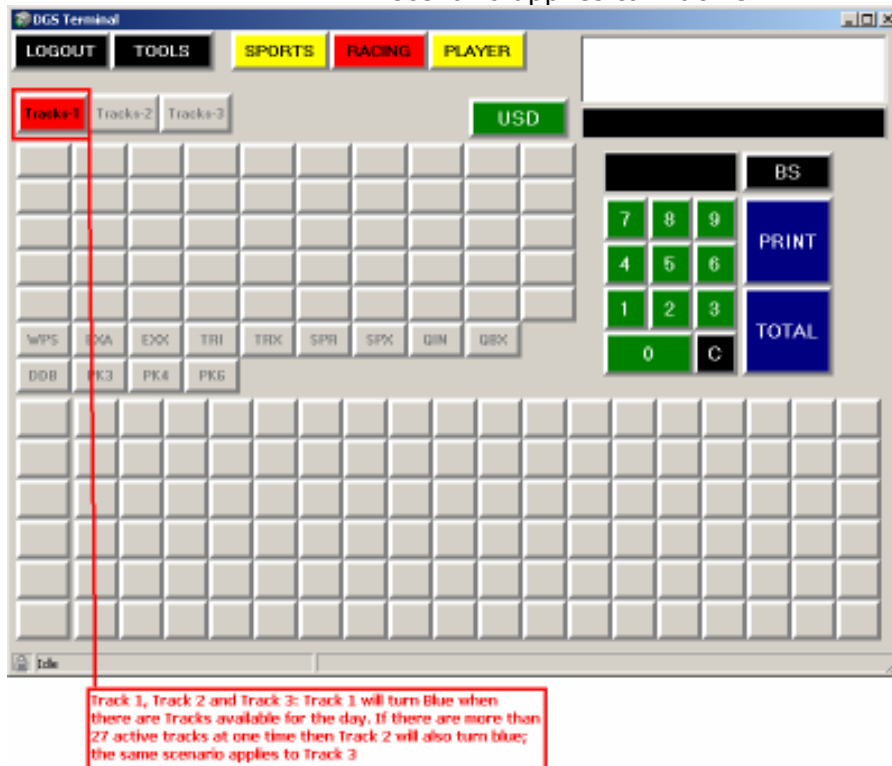 DGS Terminal
LOGOUT TOOLS SPORTS RACING PLAYER
Tracks-1 Tracks-2 Tracks-3 USD
BS
7 8 9 PRINT
4 5 6
1 2 3 TOTAL
0 C
WPS EXA EXX TRI TRX SPR SPX QIN QBX
DDB PK3 PK4 PK6
Idle
Track 1, Track 2 and Track 3: Track 1 will turn Blue when
there are Tracks available for the day. If there are more than
27 active tracks at one time then Track 2 will also turn blue;
the same scenario applies to Track 3